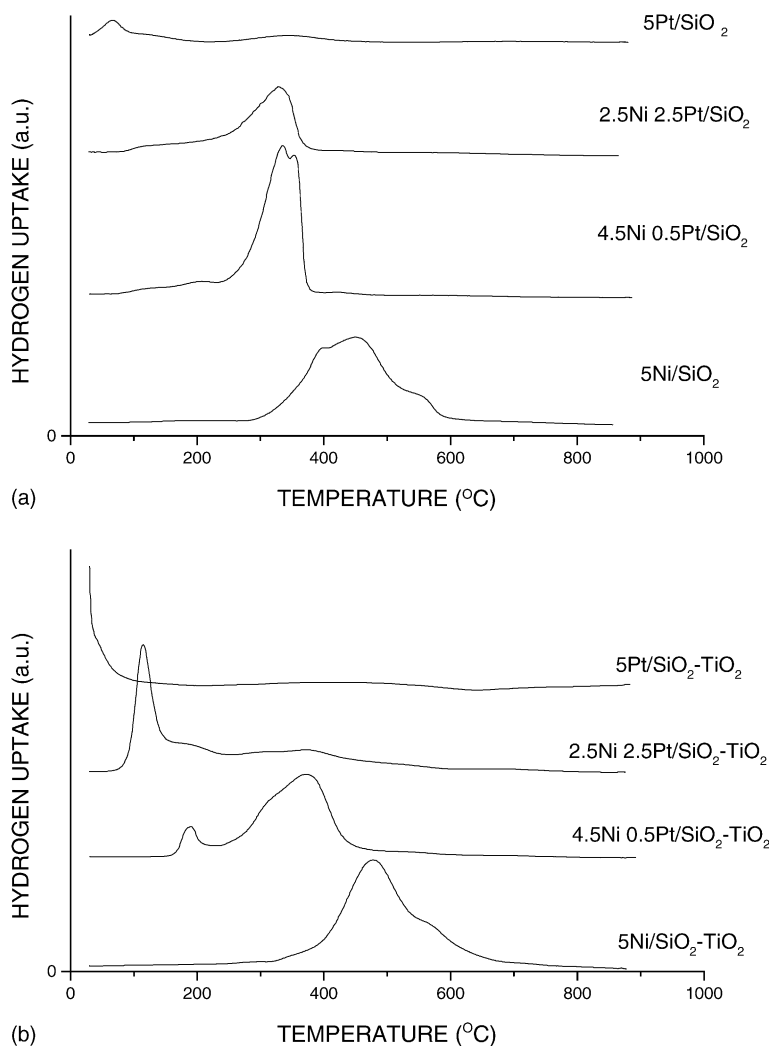 5Pt/SiO₂
2.5Ni 2.5Pt/SiO₂
4.5Ni 0.5Pt/SiO₂
5Ni/SiO₂
HYDROGEN UPTAKE (a.u.)
0
0 200 400 600 800 1000
TEMPERATURE (ᴼC)
(a)
5Pt/SiO₂-TiO₂
2.5Ni 2.5Pt/SiO₂-TiO₂
4.5Ni 0.5Pt/SiO₂-TiO₂
5Ni/SiO₂-TiO₂
HYDROGEN UPTAKE (a.u.)
0
0 200 400 600 800 1000
TEMPERATURE (ᴼC)
(b)